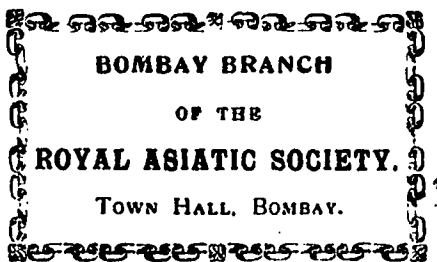 BOMBAY BRANCH
OF THE
ROYAL ASIATIC SOCIETY.
TOWN HALL, BOMBAY.